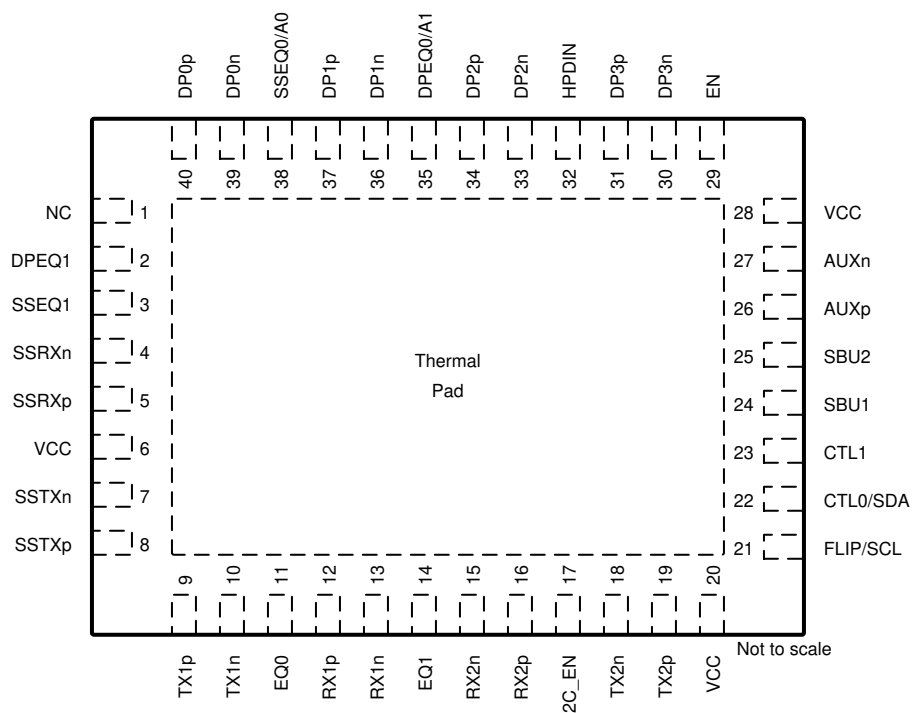 DP0p
DP0n
SSEQ0/A0
DP1p
DP1n
DPEQ0/A1
DP2p
DP2n
HPDIN
DP3p
DP3n
EN
40
39
38
37
36
35
34
33
32
31
30
29
NC 1
DPEQ1 2
SSEQ1 3
SSRXn 4
SSRXp 5
VCC 6
SSTXn 7
SSTXp 8
Thermal
Pad
28 VCC
27 AUXn
26 AUXp
25 SBU2
24 SBU1
23 CTL1
22 CTL0/SDA
21 FLIP/SCL
9
10
11
12
13
14
15
16
17
18
19
20
TX1p
TX1n
EQ0
RX1p
RX1n
EQ1
RX2n
RX2p
2C_EN
TX2n
TX2p
VCC
Not to scale